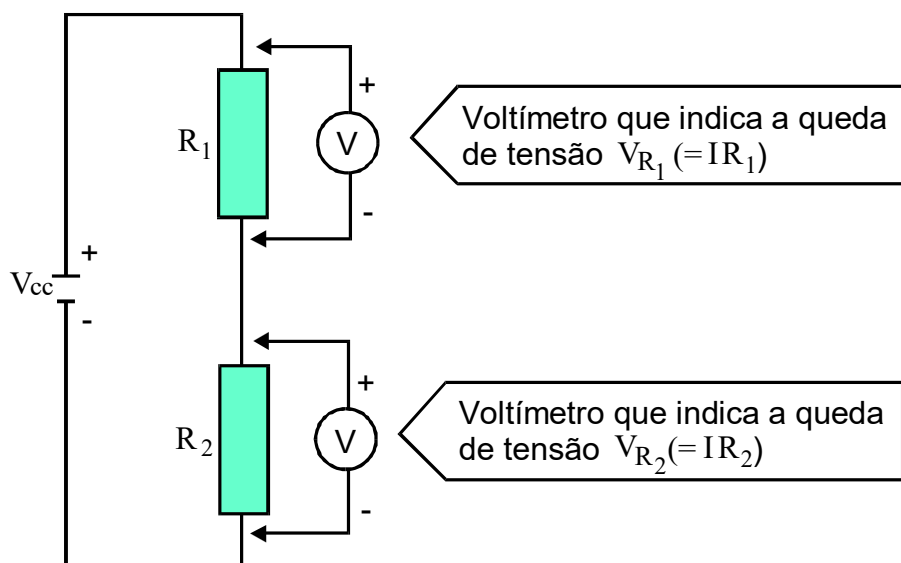 +
R1
V
Voltímetro que indica a queda
de tensão VR1 (=IR1)
-
+
Vcc
-
+
R2
V
Voltímetro que indica a queda
de tensão VR2(=IR2)
-